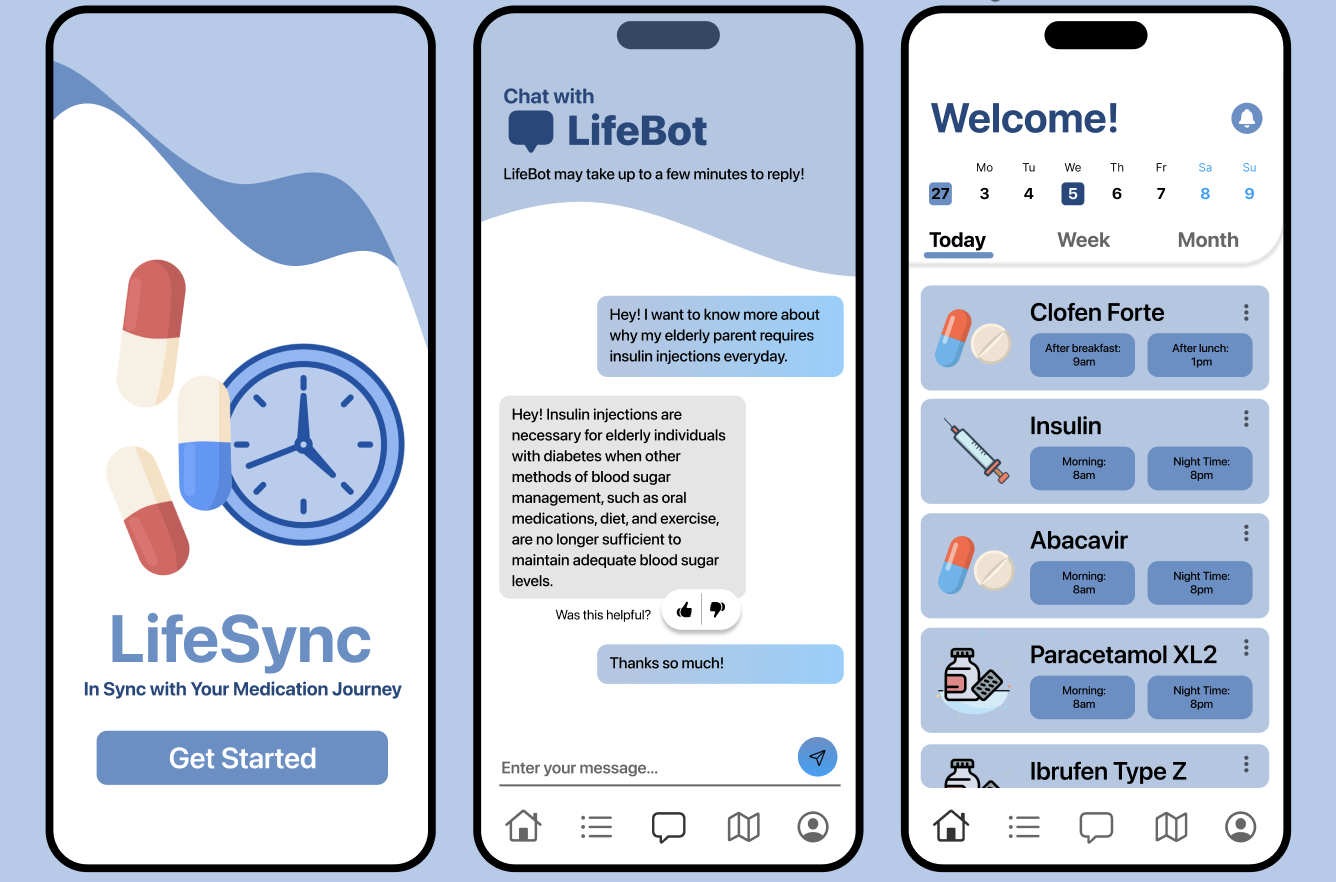 LifeSync
In Sync with Your Medication Journey
Get Started
Chat with
LifeBot
LifeBot may take up to a few minutes to reply!
Hey! I want to know more about
why my elderly parent requires
insulin injections everyday.
Hey! Insulin injections are
necessary for elderly individuals
with diabetes when other
methods of blood sugar
management, such as oral
medications, diet, and exercise,
are no longer sufficient to
maintain adequate blood sugar
levels.
Was this helpful?
Thanks so much!
Enter your message...
Welcome!
Mo Tu We Th Fr Sa Su
27 3 4 5 6 7 8 9
Today Week Month
Clofen Forte
After breakfast: After lunch:
9am 1pm
Insulin
Morning: Night Time:
8am 8pm
Abacavir
Morning: Night Time:
8am 8pm
Paracetamol XL2
Morning: Night Time:
8am 8pm
Ibrufen Type Z